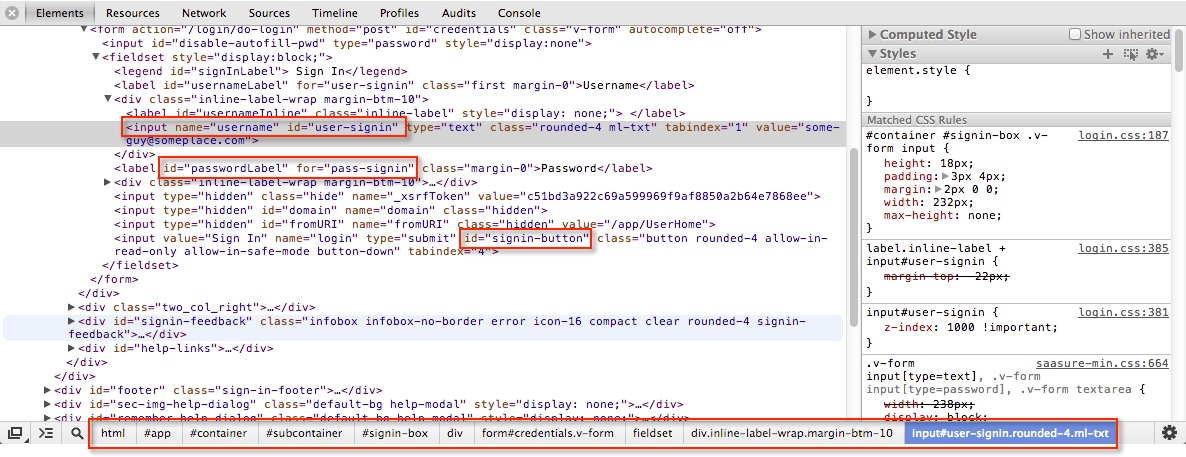 Elements Resources Network Sources Timeline Profiles Audits Console
<form action="/login/do-login" method="post" id="credentials" class="v-form" autocomplete="off">
<input id="disable-autofill-pwd" type="password" style="display:none">
<fieldset style="display:block;">
<legend id="signInLabel"> Sign In</legend>
<label id="usernameLabel" for="user-signin" class="first margin-0">Username</label>
<div class="inline-label-wrap margin-btm-10">
<label id="usernameInline" class="inline-label" style="display: none;"> </label>
<input name="username" id="user-signin" type="text" class="rounded-4 ml-txt" tabindex="1" value="some-
guy@someplace.com">
</div>
<label id="passwordLabel" for="pass-signin" class="margin-0">Password</label>
<div class="inline-label-wrap margin-btm-10">…</div>
<input type="hidden" class="hide" name="_xsrfToken" value="c51bd3a922c69a599969f9af8850a2b64e7868ee">
<input type="hidden" id="domain" name="domain" class="hidden">
<input type="hidden" id="fromURI" name="fromURI" class="hidden" value="/app/UserHome">
<input value="Sign In" name="login" type="submit" id="signin-button" class="button rounded-4 allow-in-
read-only allow-in-safe-mode button-down" tabindex="4">
</fieldset>
</form>
</div>
<div class="two_col_right">…</div>
<div id="signin-feedback" class="infobox infobox-no-border error icon-16 compact clear rounded-4 signin-
feedback">…</div>
<div id="help-links">…</div>
</div>
</div>
<div id="footer" class="sign-in-footer">…</div>
<div id="sec-img-help-dialog" class="default-bg help-modal" style="display: none;">…</div>
<div id="remember-help-dialog" class="default-bg help-modal" style="display: none;">…</div>
Computed Style Show inherited
Styles
element.style {
}
Matched CSS Rules
#container #signin-box .v- login.css:187
form input {
height: 18px;
padding: 3px 4px;
margin: 2px 0 0;
width: 232px;
max-height: none;
}
label.inline-label + login.css:385
input#user-signin {
margin-top: -22px;
}
input#user-signin { login.css:381
z-index: 1000 !important;
}
.v-form saasure-min.css:664
input[type=text], .v-form
input[type=password], .v-form textarea {
width: 238px;
display: block;
html #app #container #subcontainer #signin-box div form#credentials.v-form fieldset div.inline-label-wrap.margin-btm-10 input#user-signin.rounded-4.ml-txt